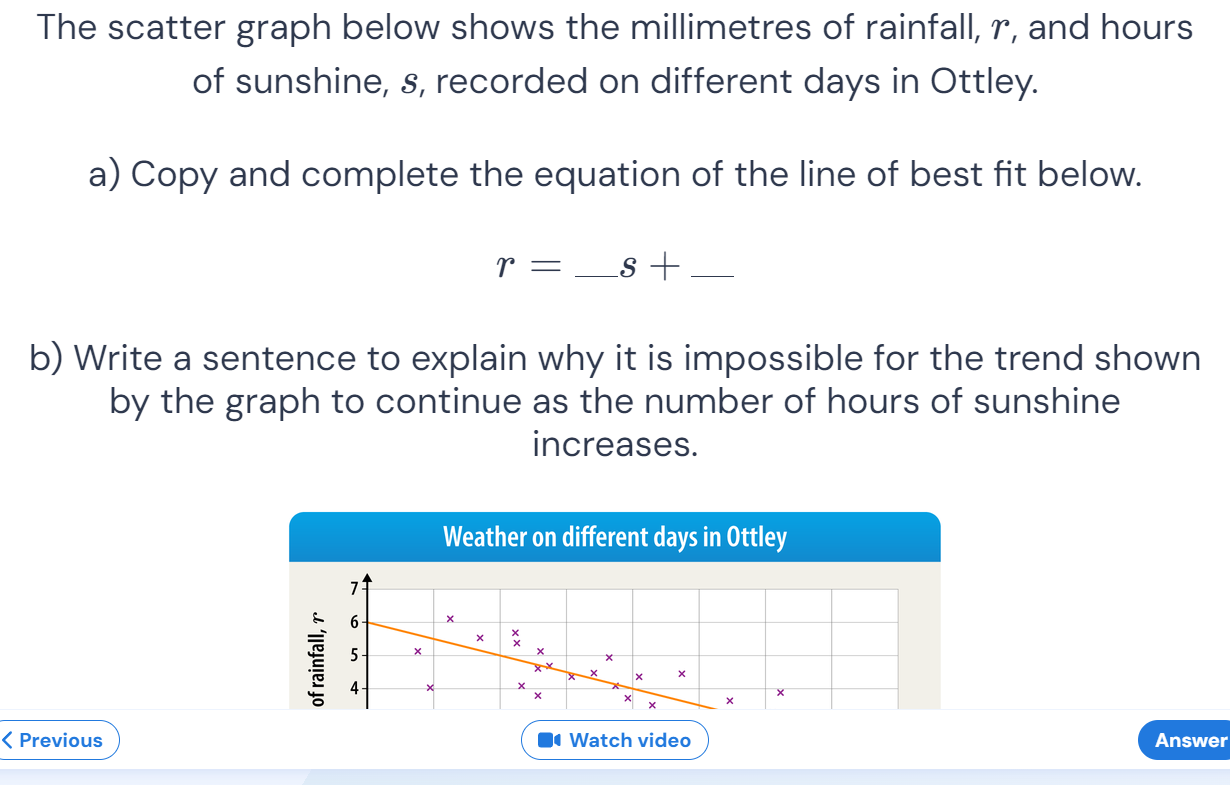 The scatter graph below shows the millimetres of rainfall, r, and hours
of sunshine, s, recorded on different days in Ottley.
a) Copy and complete the equation of the line of best fit below.
r = __s + __
b) Write a sentence to explain why it is impossible for the trend shown
by the graph to continue as the number of hours of sunshine
increases.
Weather on different days in Ottley
of rainfall, r
7
6
5
4
< Previous
Watch video
Answer